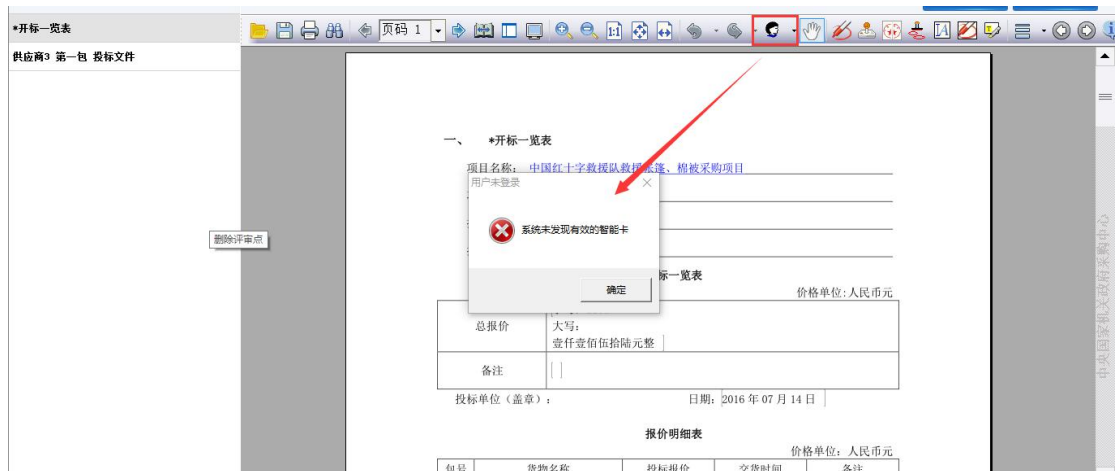 *开标一览表
页码 1
1:1
供应商3 第一包 投标文件
一、 *开标一览表
项目名称: 中国红十字救援队救援帐篷、棉被采购项目
用户未登录
系统未发现有效的智能卡
确定
删除评审点
标一览表
价格单位:人民币元
总报价
大写:
壹仟壹佰伍拾陆元整
备注
投标单位(盖章):
日期: 2016 年 07 月 14 日
报价明细表
价格单位: 人民币元
包号 货物名称 投标报价 交货时间 备注
中央国家机关政府采购中心